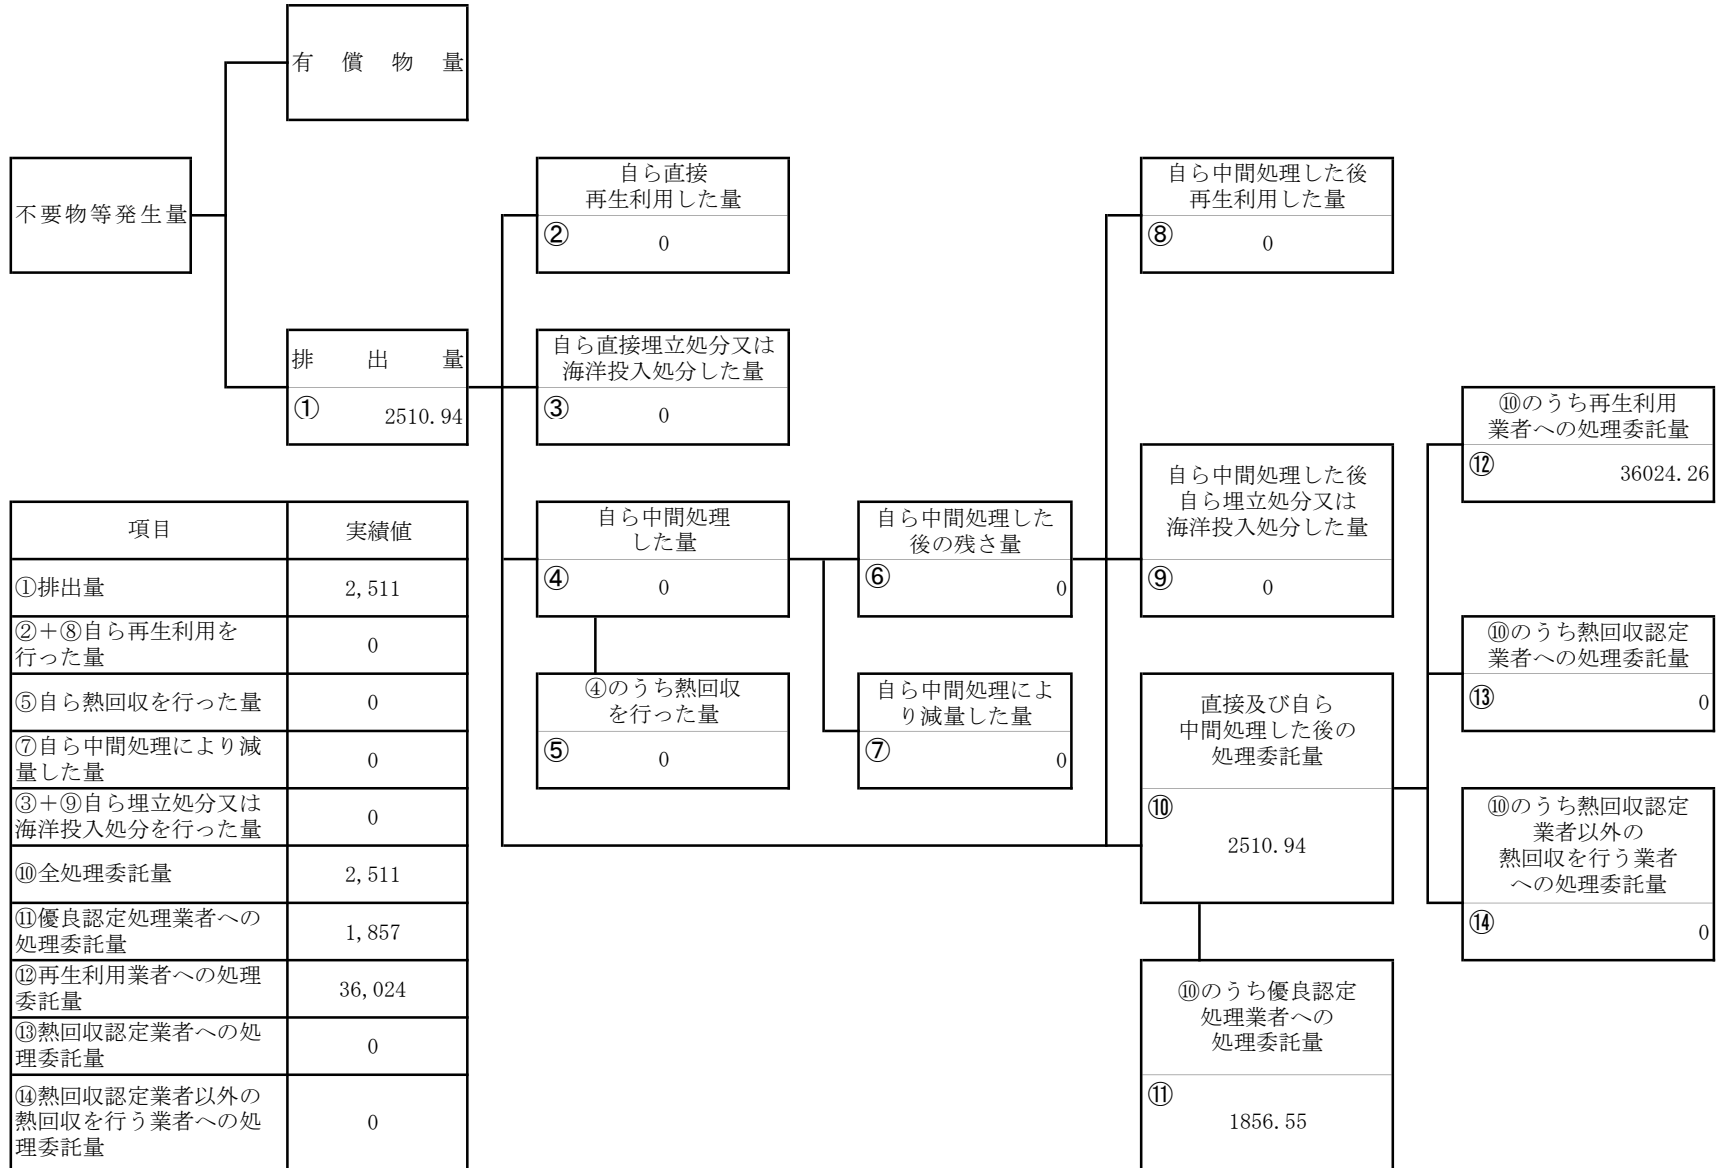 有償物量
不要物等発生量
排出量
① 2510.94
自ら直接
再生利用した量
② 0
自ら直接埋立処分又は
海洋投入処分した量
③ 0
自ら中間処理
した量
④ 0
④のうち熱回収
を行った量
⑤ 0
自ら中間処理した
後の残さ量
⑥ 0
自ら中間処理によ
り減量した量
⑦ 0
自ら中間処理した後
再生利用した量
⑧ 0
自ら中間処理した後
自ら埋立処分又は
海洋投入処分した量
⑨ 0
直接及び自ら
中間処理した後の
処理委託量
⑩
2510.94
⑩のうち優良認定
処理業者への
処理委託量
⑪
1856.55
⑩のうち再生利用
業者への処理委託量
⑫ 36024.26
⑩のうち熱回収認定
業者への処理委託量
⑬ 0
⑩のうち熱回収認定
業者以外の
熱回収を行う業者
への処理委託量
⑭ 0
項目 実績値
①排出量 2,511
②+⑧自ら再生利用を
行った量 0
⑤自ら熱回収を行った量 0
⑦自ら中間処理により減
量した量 0
③+⑨自ら埋立処分又は
海洋投入処分を行った量 0
⑩全処理委託量 2,511
⑪優良認定処理業者への
処理委託量 1,857
⑫再生利用業者への処理
委託量 36,024
⑬熱回収認定業者への処
理委託量 0
⑭熱回収認定業者以外の
熱回収を行う業者への処
理委託量 0